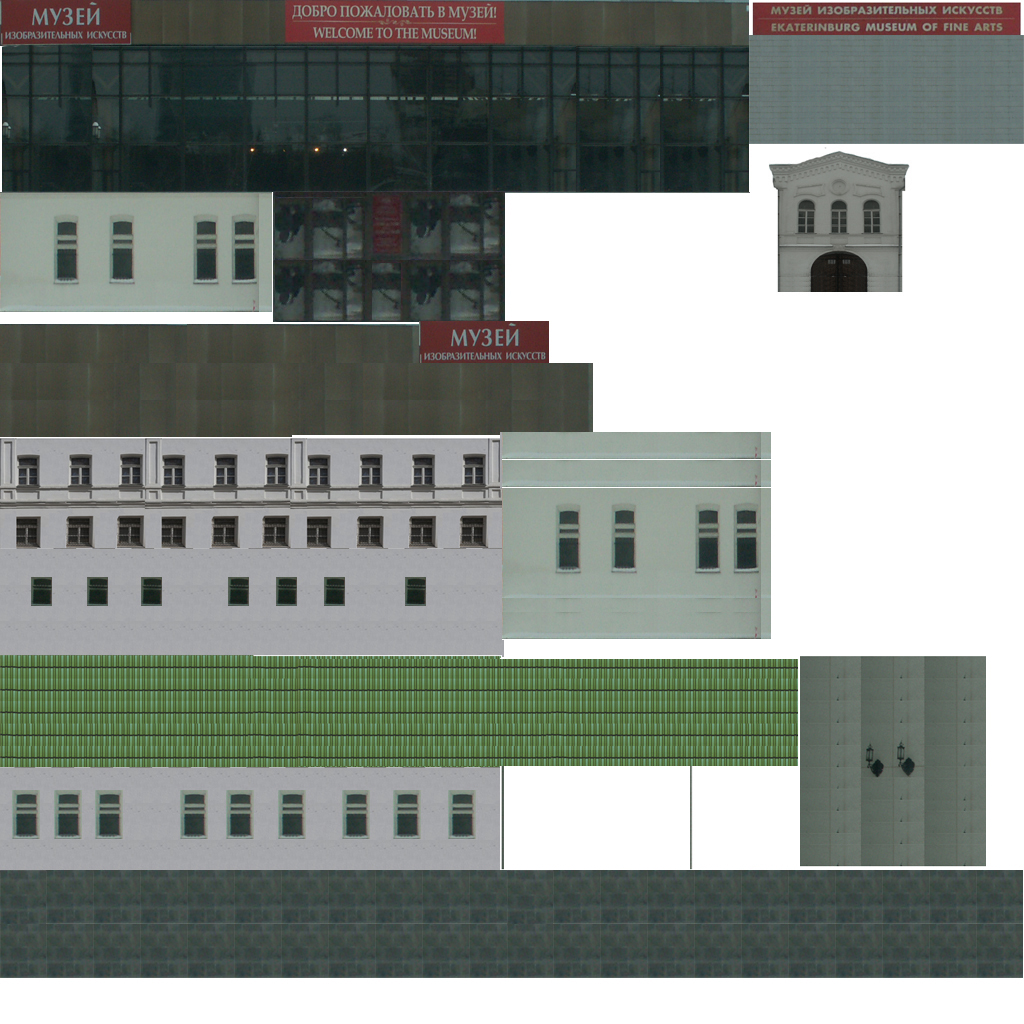 МУЗЕЙ
ИЗОБРАЗИТЕЛЬНЫХ ИСКУССТВ
ДОБРО ПОЖАЛОВАТЬ В МУЗЕЙ!
WELCOME TO THE MUSEUM!
МУЗЕЙ ИЗОБРАЗИТЕЛЬНЫХ ИСКУССТВ
EKATERINBURG MUSEUM OF FINE ARTS
МУЗЕЙ
ИЗОБРАЗИТЕЛЬНЫХ ИСКУССТВ